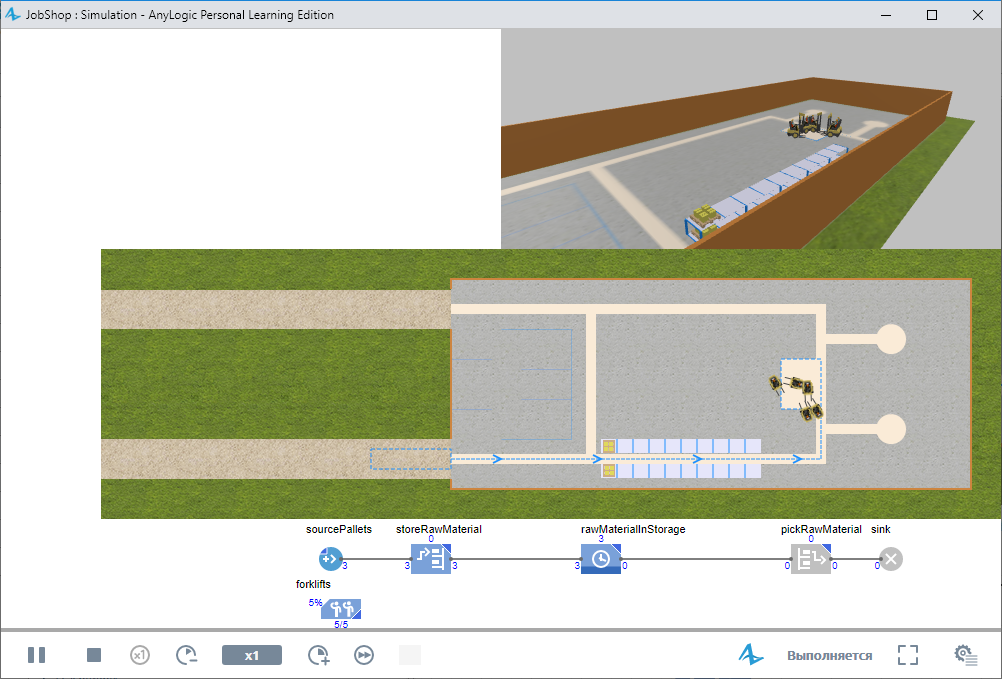 JobShop : Simulation - AnyLogic Personal Learning Edition
sourcePallets
storeRawMaterial
rawMaterialInStorage
pickRawMaterial
sink
0
3
0
3
3
3
3
0
0
0
0
forklifts
5%
5/5
x1
x1
Выполняется